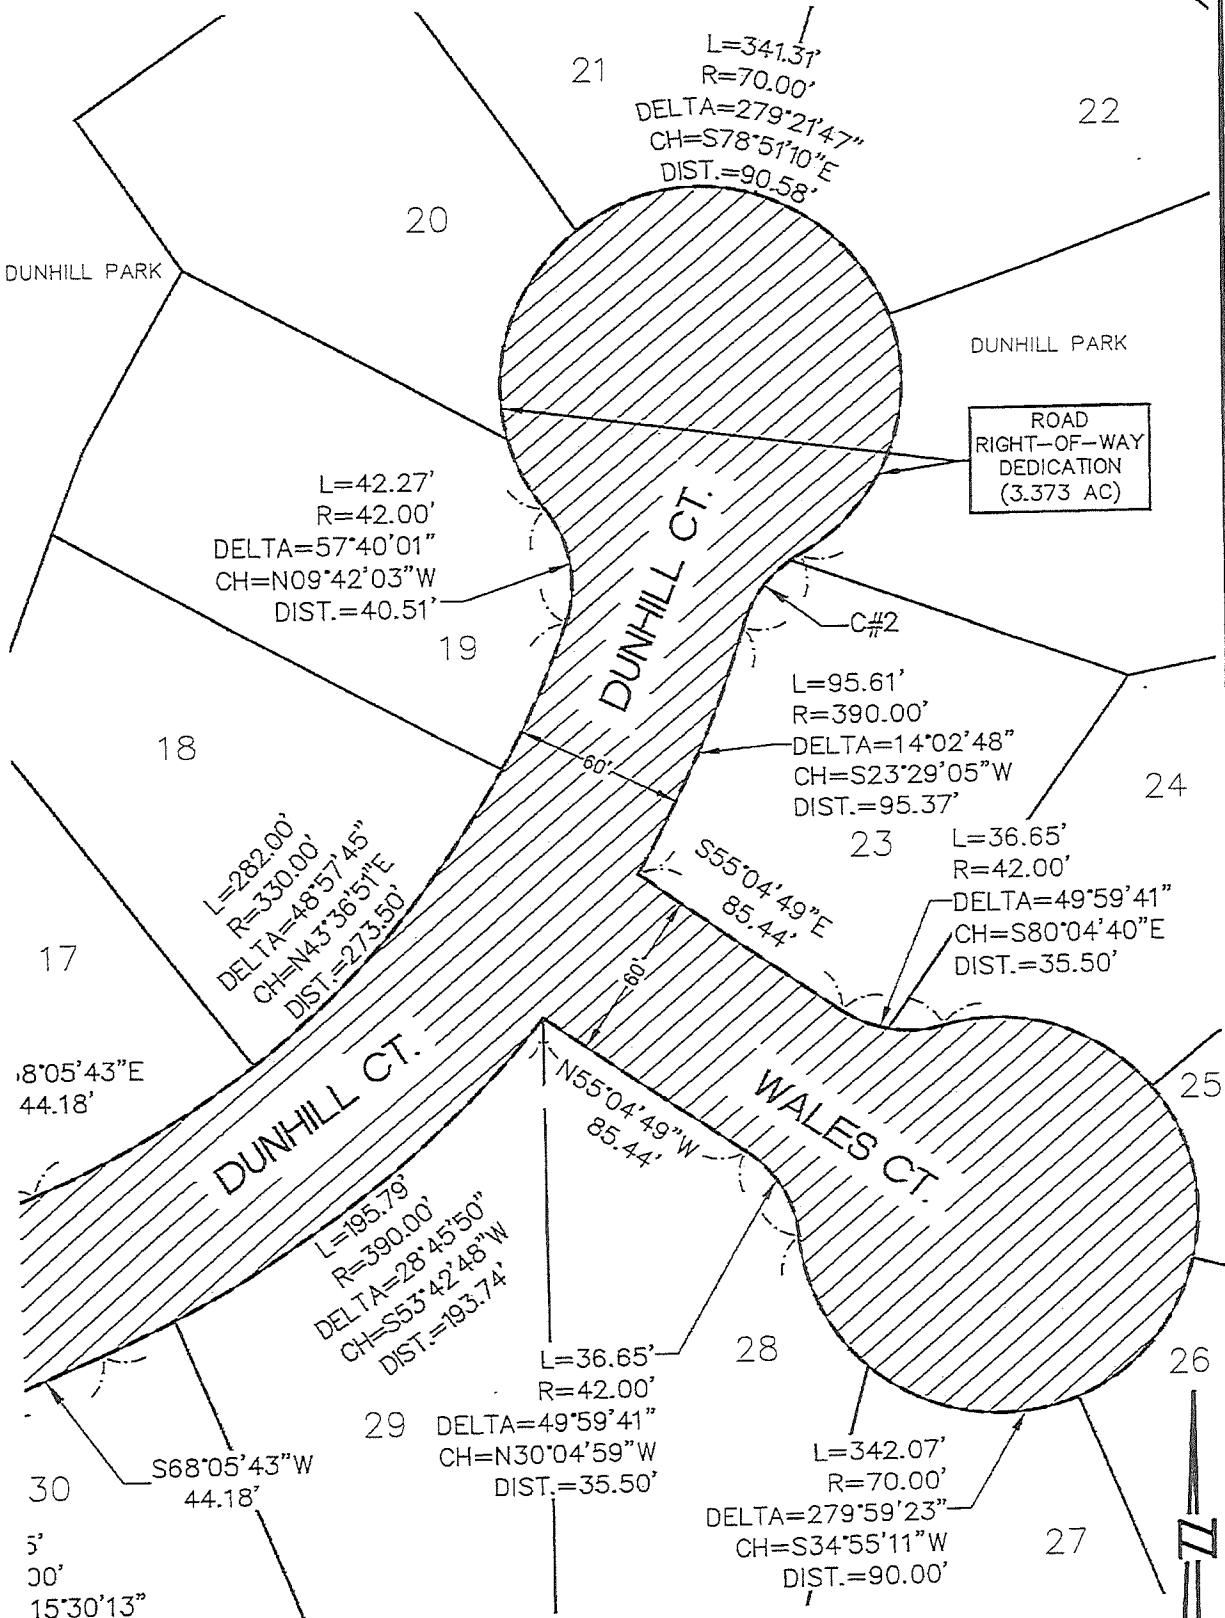 21
L=341.31'
R=70.00'
DELTA=279°21'47"
CH=S78°51'10"E
DIST.=90.58'
22
20
DUNHILL PARK
DUNHILL PARK
ROAD
RIGHT-OF-WAY
DEDICATION
(3.373 AC)
L=42.27'
R=42.00'
DELTA=57°40'01"
CH=N09°42'03"W
DIST.=40.51'
DUNHILL CT.
C#2
19
L=95.61'
R=390.00'
DELTA=14°02'48"
CH=S23°29'05"W
DIST.=95.37'
18
60'
24
23
L=282.00'
R=330.00'
DELTA=48°57'45"
CH=N43°36'51"E
DIST.=273.50'
S55°04'49"E
85.44'
L=36.65'
R=42.00'
DELTA=49°59'41"
CH=S80°04'40"E
DIST.=35.50'
17
60'
8°05'43"E
44.18'
DUNHILL CT.
N55°04'49"W
85.44'
WALES CT.
25
L=195.79'
R=390.00'
DELTA=28°45'50"
CH=S53°42'48"W
DIST.=193.74'
28
26
L=36.65'
R=42.00'
DELTA=49°59'41"
CH=N30°04'59"W
DIST.=35.50'
29
S68°05'43"W
44.18'
30
L=342.07'
R=70.00'
DELTA=279°59'23"
CH=S34°55'11"W
DIST.=90.00'
27
N
5'
00'
15°30'13"